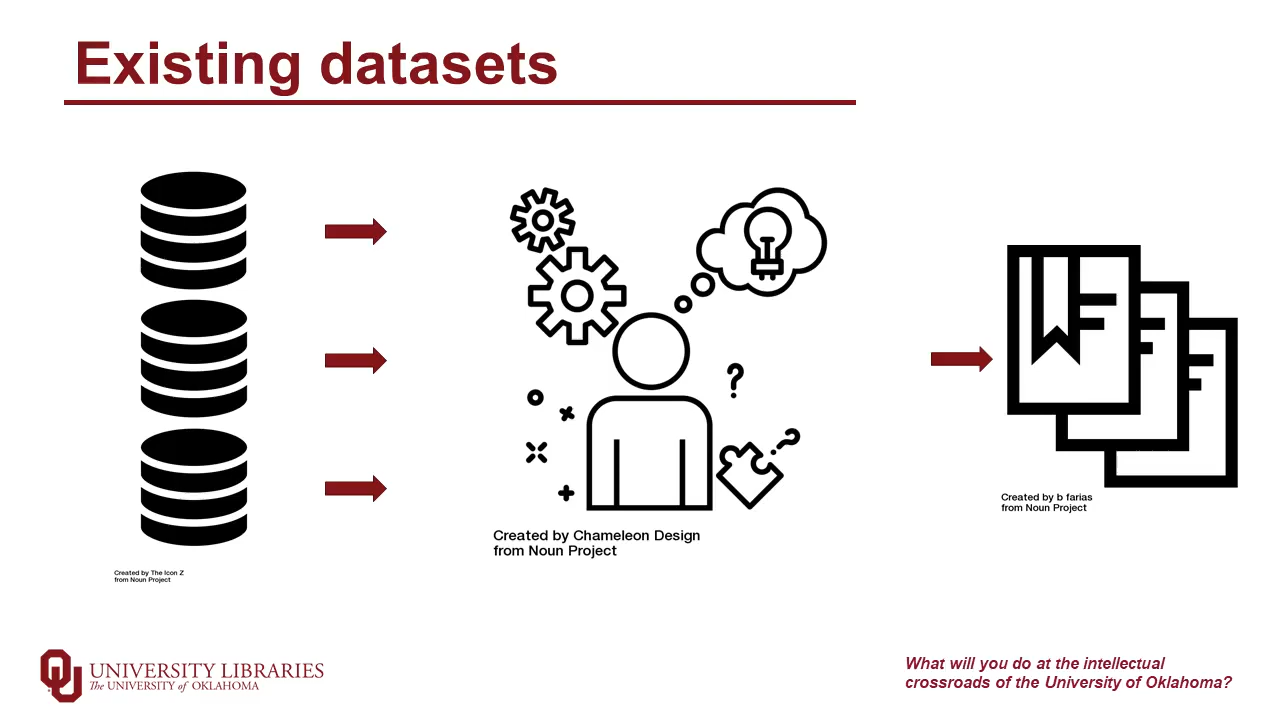 Existing datasets
Created by The Icon Z
from Noun Project
Created by Chameleon Design
from Noun Project
Created by b farias
from Noun Project
UNIVERSITY LIBRARIES
The UNIVERSITY of OKLAHOMA
What will you do at the intellectual
crossroads of the University of Oklahoma?